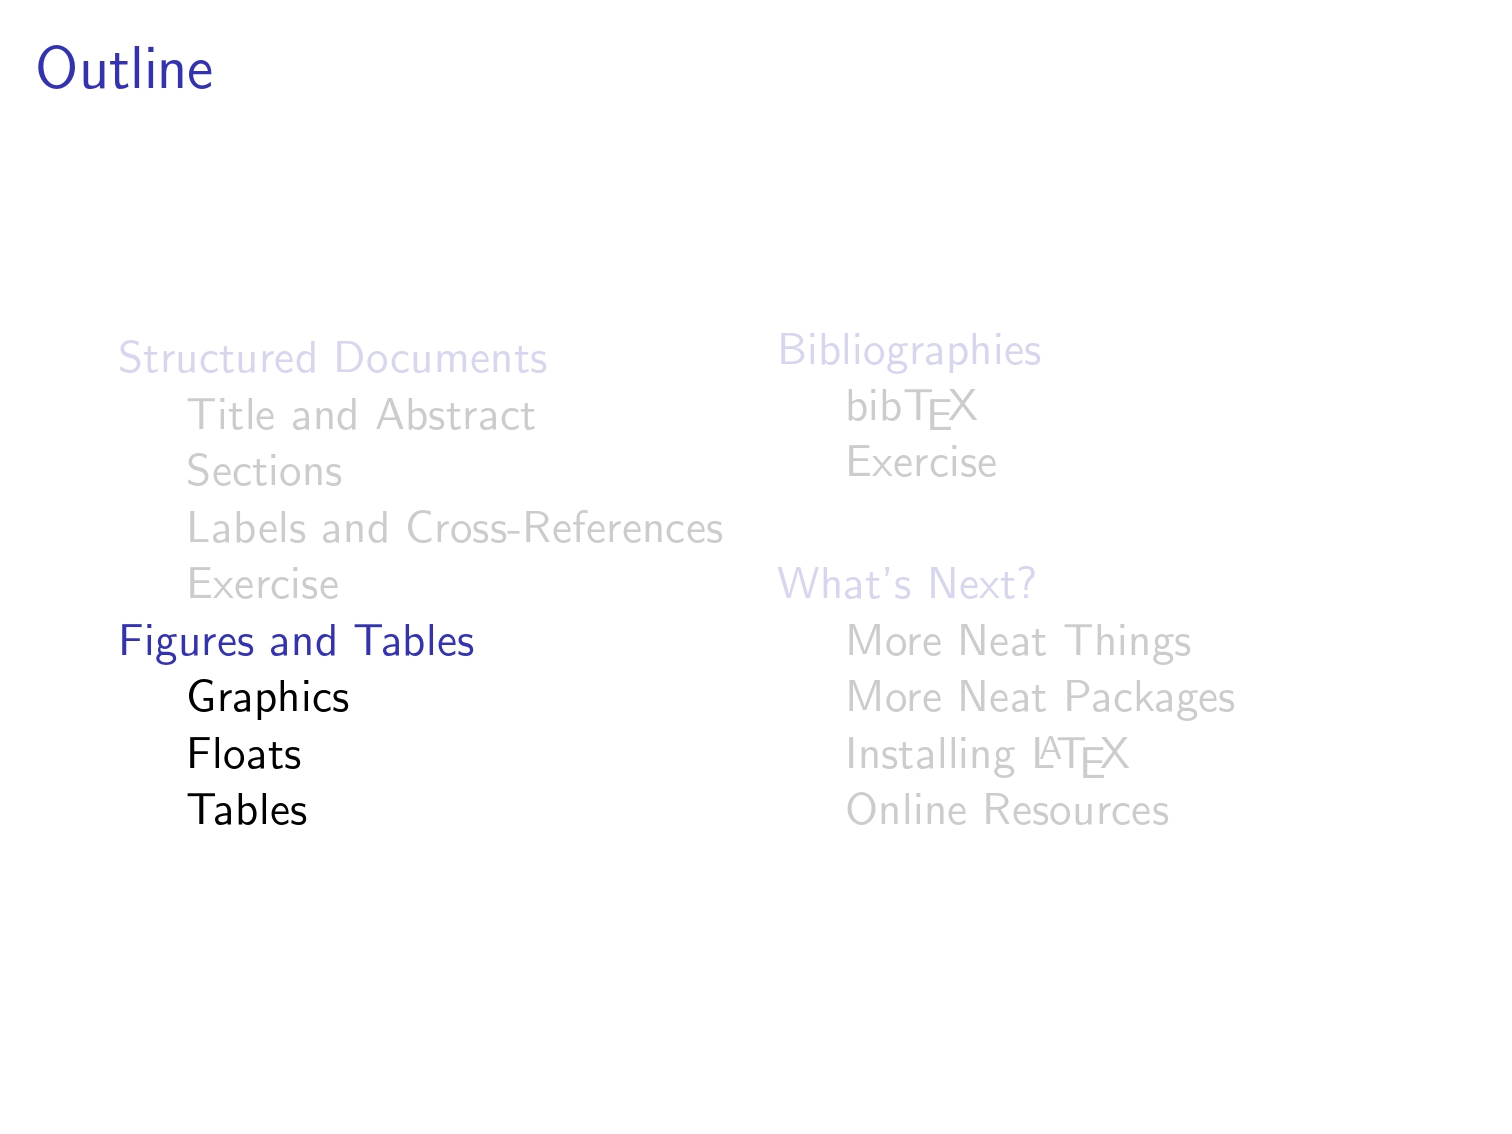 Outline
Structured Documents
Title and Abstract
Sections
Labels and Cross-References
Exercise
Figures and Tables
Graphics
Floats
Tables
Bibliographies
bibTEX
Exercise
What's Next?
More Neat Things
More Neat Packages
Installing LATEX
Online Resources